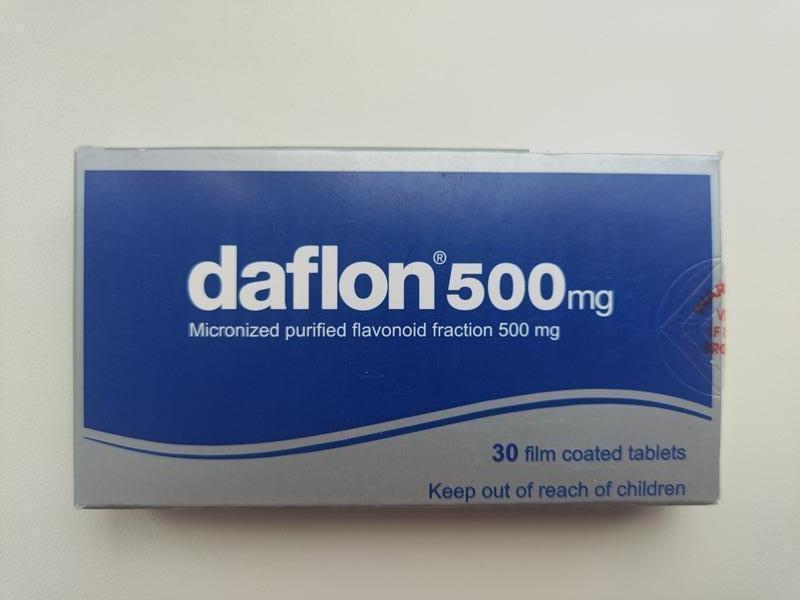 daflon® 500mg
Micronized purified flavonoid fraction 500 mg
30 film coated tablets
Keep out of reach of children